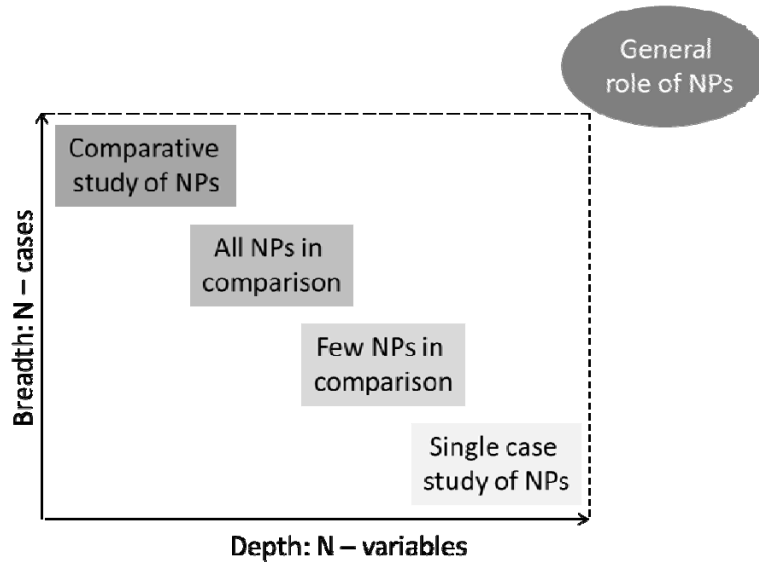 General
role of NPs
Comparative
study of NPs
All NPs in
comparison
Few NPs in
comparison
Single case
study of NPs
Breadth: N – cases
Depth: N – variables